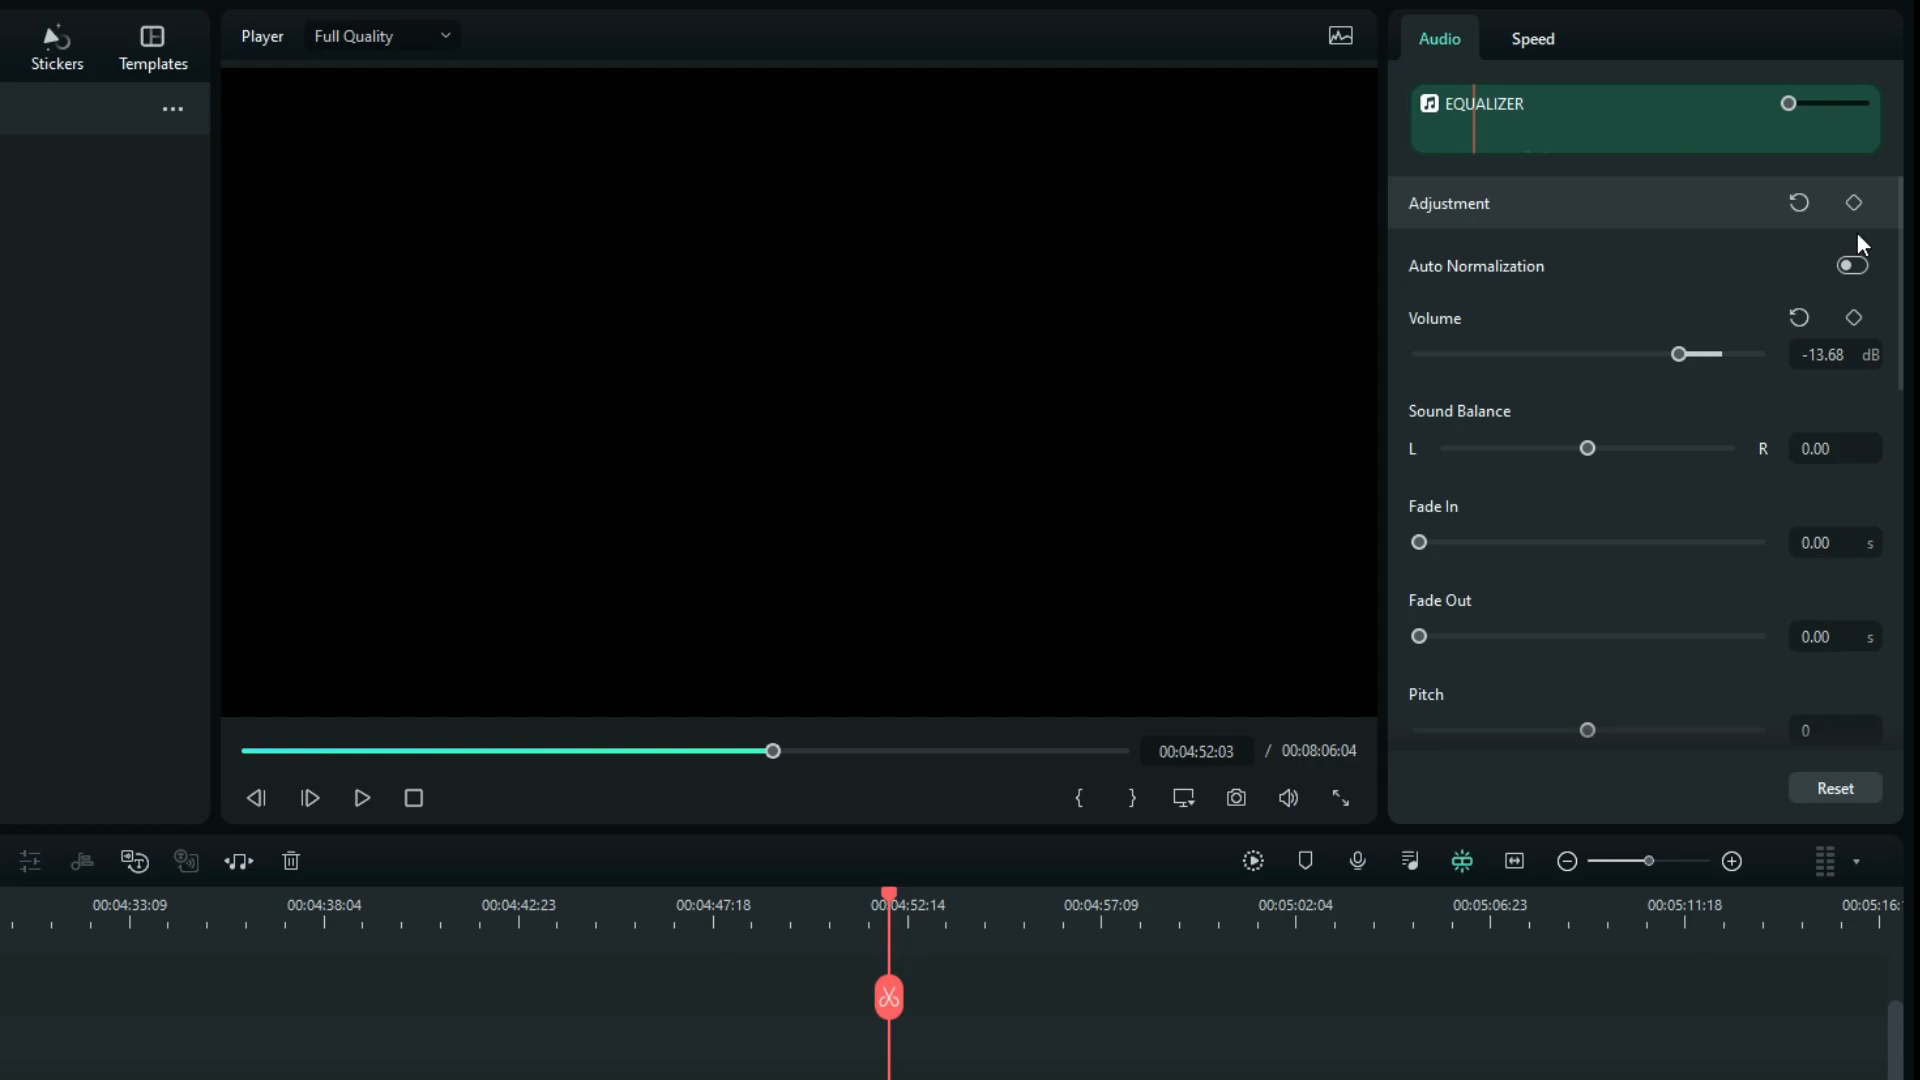 Stickers
Templates
Player
Full Quality
Audio
Speed
EQUALIZER
Adjustment
Auto Normalization
Volume
-13.68 dB
Sound Balance
L
R
0.00
Fade In
0.00 s
Fade Out
0.00 s
Pitch
0
Reset
00:04:52:03 / 00:08:06:04
00:04:33:09
00:04:38:04
00:04:42:23
00:04:47:18
00:04:52:14
00:04:57:09
00:05:02:04
00:05:06:23
00:05:11:18
00:05:16: